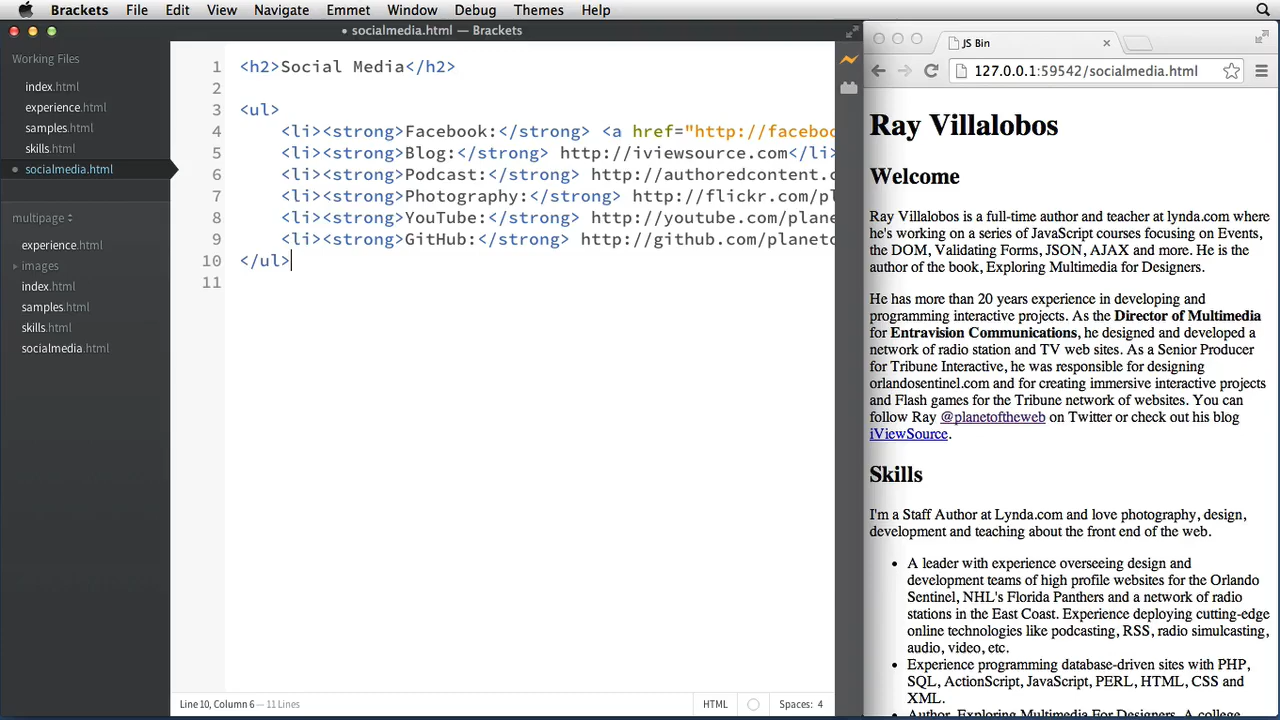 Brackets File Edit View Navigate Emmet Window Debug Themes Help
• socialmedia.html — Brackets
Working Files
index.html
experience.html
samples.html
skills.html
socialmedia.html
multipage
experience.html
images
index.html
samples.html
skills.html
socialmedia.html
1 <h2>Social Media</h2>
2
3 <ul>
4 <li><strong>Facebook:</strong> <a href="http://faceboo
5 <li><strong>Blog:</strong> http://iviewsource.com</li>
6 <li><strong>Podcast:</strong> http://authoredcontent.c
7 <li><strong>Photography:</strong> http://flickr.com/pl
8 <li><strong>YouTube:</strong> http://youtube.com/plane
9 <li><strong>GitHub:</strong> http://github.com/planeto
10 </ul>
11
Line 10, Column 6 — 11 Lines
HTML
Spaces: 4
JS Bin
127.0.0.1:59542/socialmedia.html
Ray Villalobos
Welcome
Ray Villalobos is a full-time author and teacher at lynda.com where
he's working on a series of JavaScript courses focusing on Events,
the DOM, Validating Forms, JSON, AJAX and more. He is the
author of the book, Exploring Multimedia for Designers.
He has more than 20 years experience in developing and
programming interactive projects. As the Director of Multimedia
for Entravision Communications, he designed and developed a
network of radio station and TV web sites. As a Senior Producer
for Tribune Interactive, he was responsible for designing
orlandosentinel.com and for creating immersive interactive projects
and Flash games for the Tribune network of websites. You can
follow Ray @planetoftheweb on Twitter or check out his blog
iViewSource.
Skills
I'm a Staff Author at Lynda.com and love photography, design,
development and teaching about the front end of the web.
• A leader with experience overseeing design and
development teams of high profile websites for the Orlando
Sentinel, NHL's Florida Panthers and a network of radio
stations in the East Coast. Experience deploying cutting-edge
online technologies like podcasting, RSS, radio simulcasting,
audio, video, etc.
• Experience programming database-driven sites with PHP,
SQL, ActionScript, JavaScript, PERL, HTML, CSS and
XML.
• Author, Exploring Multimedia For Designers. A college